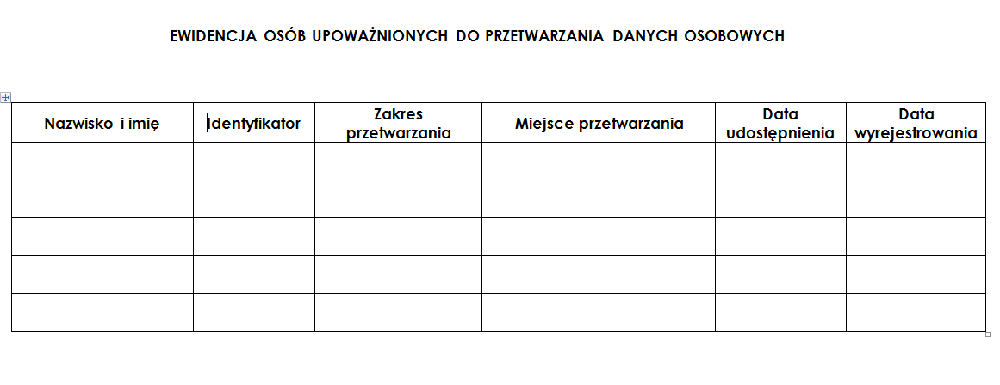 EWIDENCJA OSÓB UPOWAŻNIONYCH DO PRZETWARZANIA DANYCH OSOBOWYCH
Nazwisko i imię
Identyfikator
Zakres
przetwarzania
Miejsce przetwarzania
Data
udostępnienia
Data
wyrejestrowania